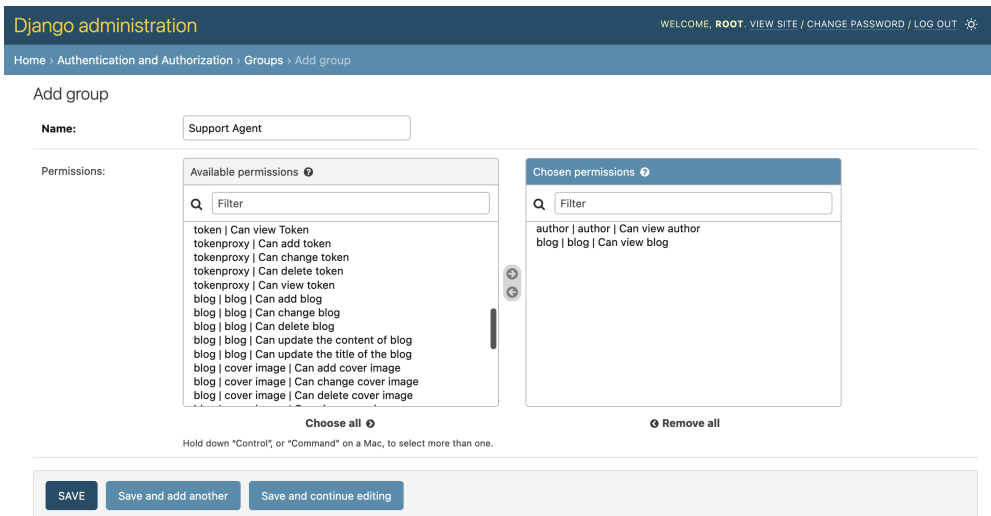 Django administration
WELCOME, ROOT. VIEW SITE / CHANGE PASSWORD / LOG OUT
Home › Authentication and Authorization › Groups › Add group
Add group
Name:
Support Agent
Permissions:
Available permissions
Filter
token | Can view Token
tokenproxy | Can add token
tokenproxy | Can change token
tokenproxy | Can delete token
tokenproxy | Can view token
blog | blog | Can add blog
blog | blog | Can change blog
blog | blog | Can delete blog
blog | blog | Can update the content of blog
blog | blog | Can update the title of the blog
blog | cover image | Can add cover image
blog | cover image | Can change cover image
blog | cover image | Can delete cover image
Choose all
Chosen permissions
Filter
author | author | Can view author
blog | blog | Can view blog
Remove all
Hold down “Control”, or “Command” on a Mac, to select more than one.
SAVE
Save and add another
Save and continue editing